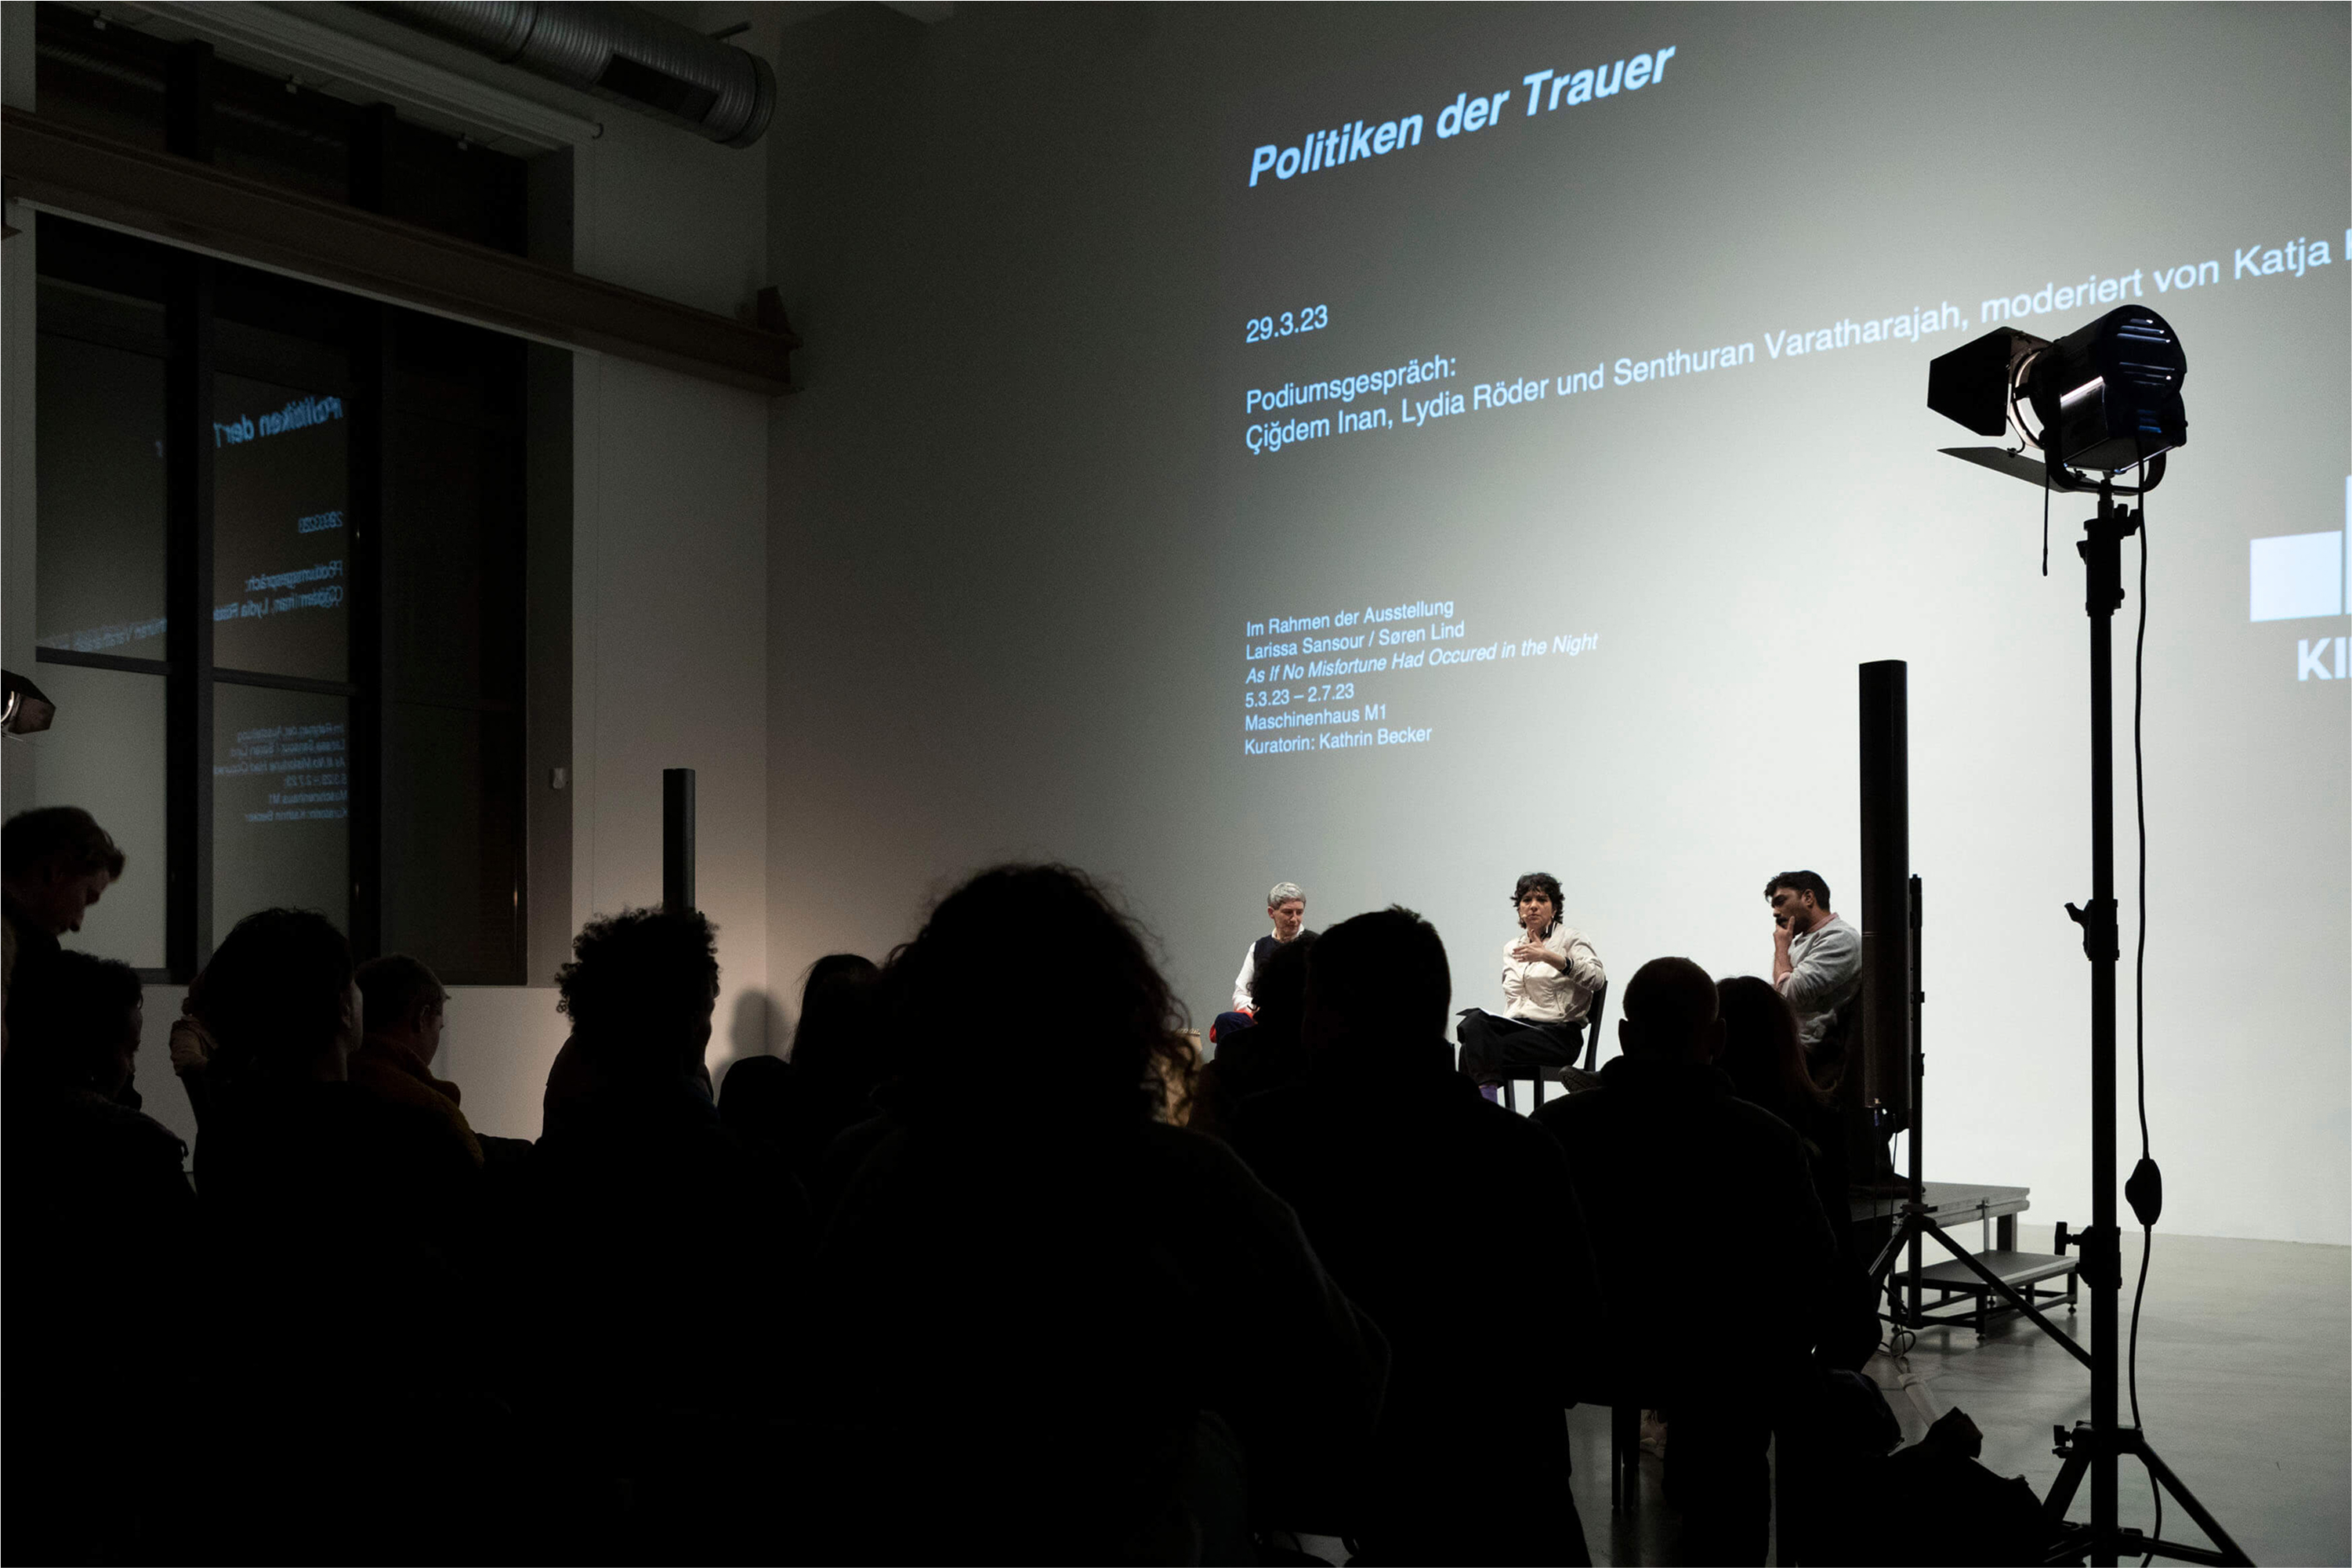 Politiken der Trauer
29.3.23
Podiumsgespräch:
Çiğdem Inan, Lydia Röder und Senthuran Varatharajah, moderiert von Katja
Im Rahmen der Ausstellung
Larissa Sansour / Søren Lind
As If No Misfortune Had Occured in the Night
5.3.23 – 2.7.23
Maschinenhaus M1
Kuratorin: Kathrin Becker
KI